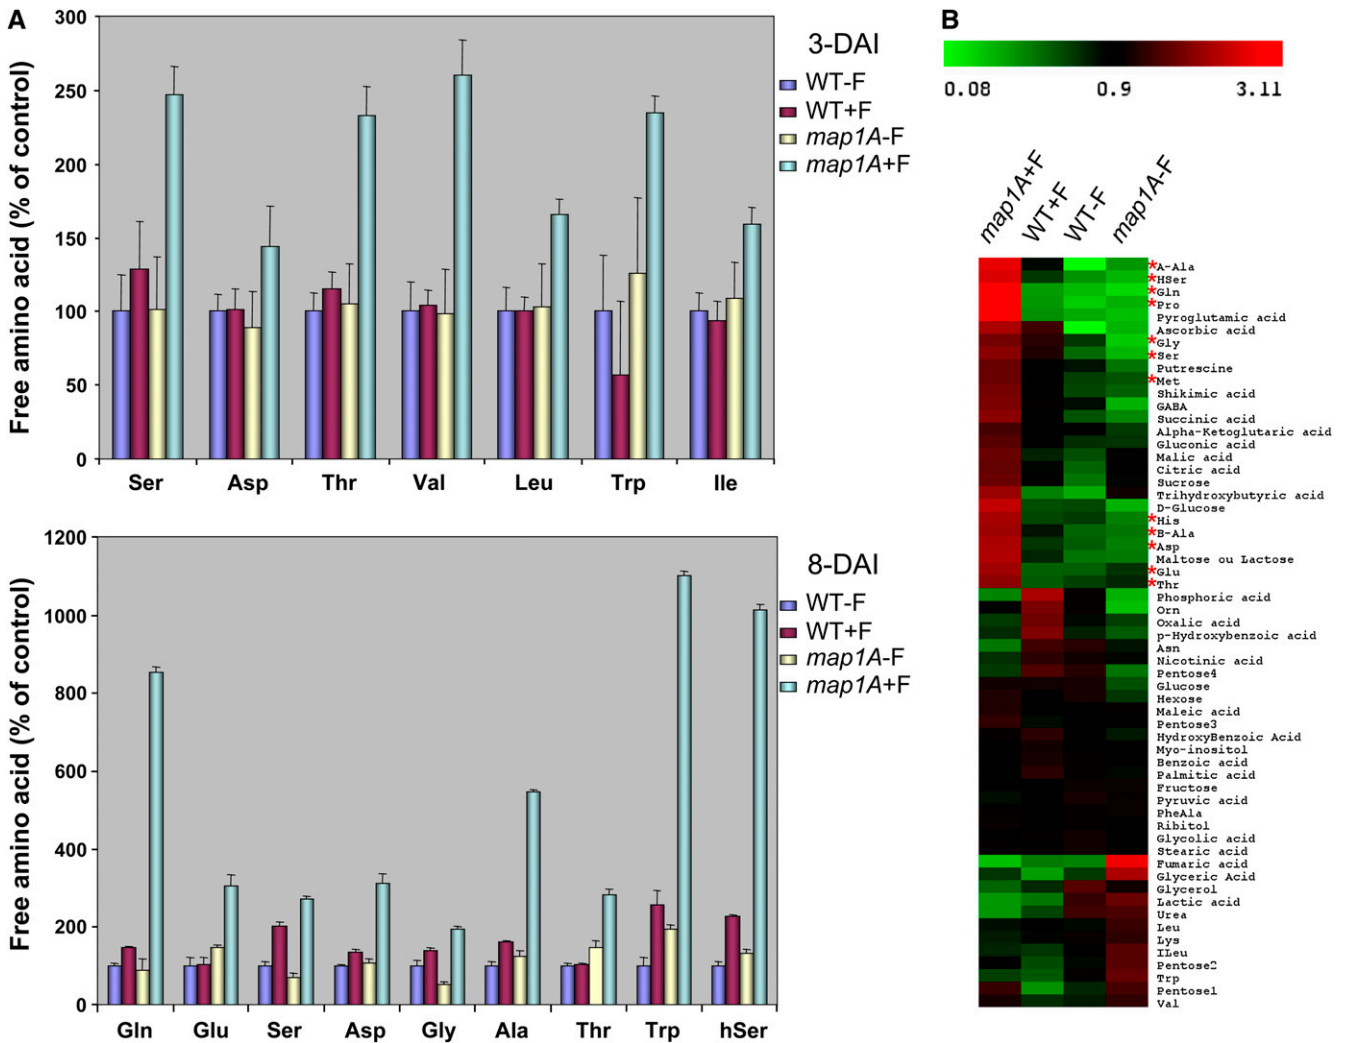 A
Free amino acid (% of control)
300
250
200
150
100
50
0
Ser Asp Thr Val Leu Trp Ile
3-DAI
WT-F
WT+F
map1A-F
map1A+F
Free amino acid (% of control)
1200
1000
800
600
400
200
0
Gln Glu Ser Asp Gly Ala Thr Trp hSer
8-DAI
WT-F
WT+F
map1A-F
map1A+F
B
0.08 0.9 3.11
map1A+F
WT+F
WT-F
map1A-F
*A-Ala
*HSer
*Gln
*Pro
Pyroglutamic acid
Ascorbic acid
*Gly
*Ser
Putrescine
*Met
Shikimic acid
GABA
Succinic acid
Alpha-Ketoglutaric acid
Gluconic acid
Malic acid
Citric acid
Sucrose
Trihydroxybutyric acid
D-Glucose
*His
*B-Ala
*Asp
Maltose ou Lactose
*Glu
*Thr
Phosphoric acid
Orn
Oxalic acid
p-Hydroxybenzoic acid
Asn
Nicotinic acid
Pentose4
Glucose
Hexose
Maleic acid
Pentose3
HydroxyBenzoic Acid
Myo-inositol
Benzoic acid
Palmitic acid
Fructose
Pyruvic acid
PheAla
Ribitol
Glycolic acid
Stearic acid
Fumaric acid
Glyceric Acid
Glycerol
Lactic acid
Urea
Leu
Lys
ILeu
Pentose2
Trp
Pentose1
Val